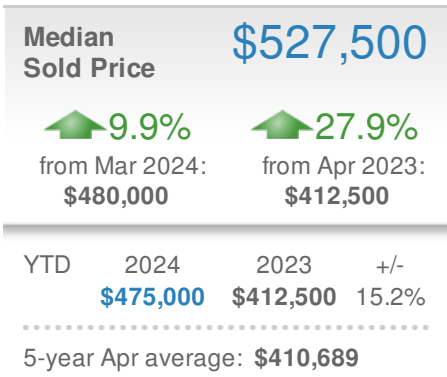 Median
Sold Price
$527,500
9.9%
from Mar 2024:
$480,000
27.9%
from Apr 2023:
$412,500
YTD 2024 2023 +/-
$475,000 $412,500 15.2%
5-year Apr average: $410,689